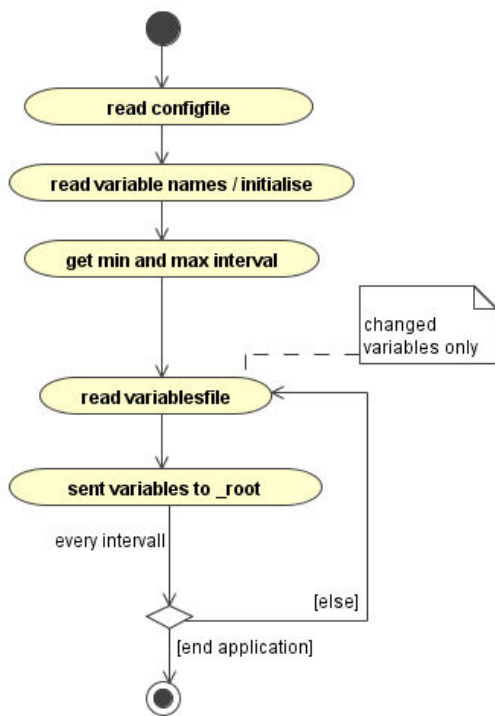 read configfile
read variable names / initialise
get min and max interval
changed
variables only
read variablesfile
sent variables to _root
every intervall
[else]
[end application]